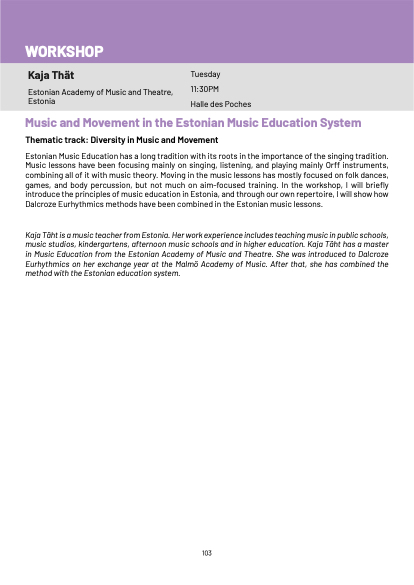 WORKSHOP
Kaja Thät
Estonian Academy of Music and Theatre,
Estonia
Tuesday
11:30PM
Halle des Poches
Music and Movement in the Estonian Music Education System
Thematic track: Diversity in Music and Movement
Estonian Music Education has a long tradition with its roots in the importance of the singing tradition.
Music lessons have been focusing mainly on singing, listening, and playing mainly Orff instruments,
combining all of it with music theory. Moving in the music lessons has mostly focused on folk dances,
games, and body percussion, but not much on aim-focused training. In the workshop, I will briefly
introduce the principles of music education in Estonia, and through our own repertoire, I will show how
Dalcroze Eurhythmics methods have been combined in the Estonian music lessons.
Kaja Täht is a music teacher from Estonia. Her work experience includes teaching music in public schools,
music studios, kindergartens, afternoon music schools and in higher education. Kaja Täht has a master
in Music Education from the Estonian Academy of Music and Theatre. She was introduced to Dalcroze
Eurhythmics on her exchange year at the Malmö Academy of Music. After that, she has combined the
method with the Estonian education system.
103